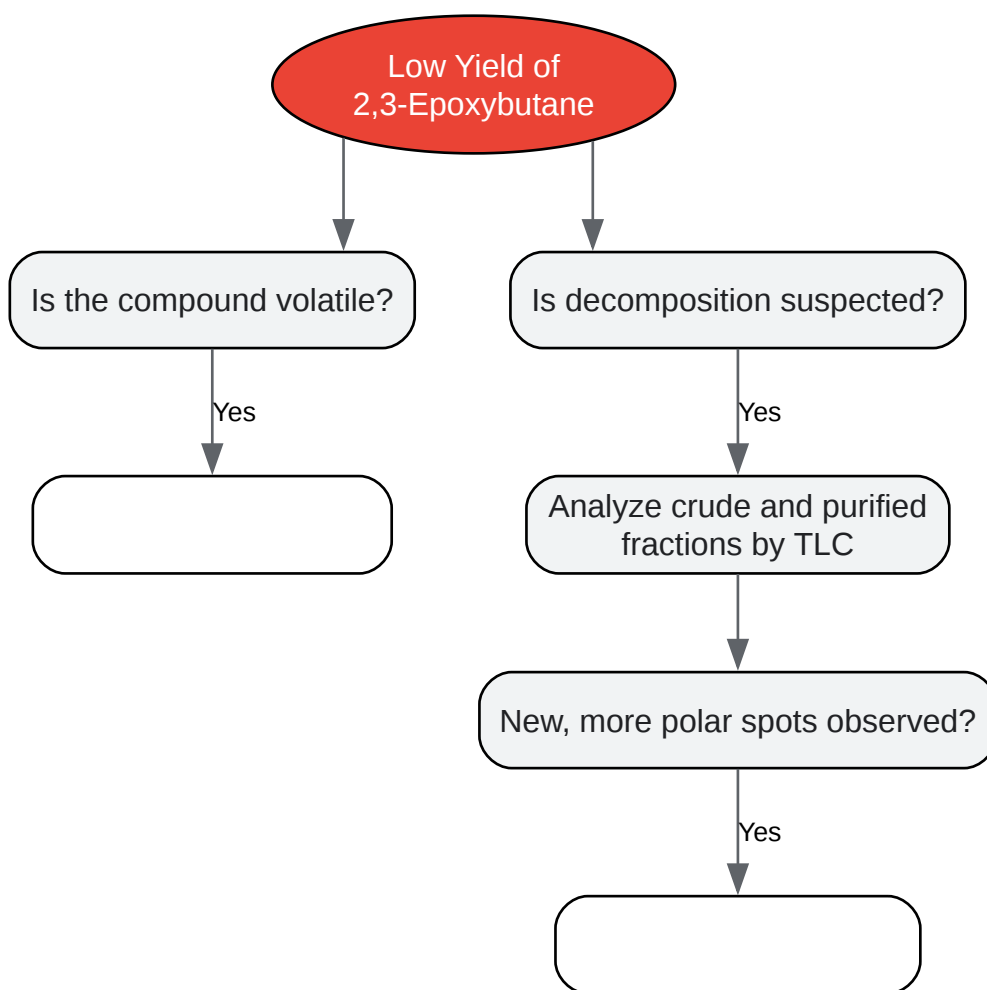 Low Yield of
2,3-Epoxybutane
Is the compound volatile?
Is decomposition suspected?
Yes
Yes
Analyze crude and purified
fractions by TLC
New, more polar spots observed?
Yes